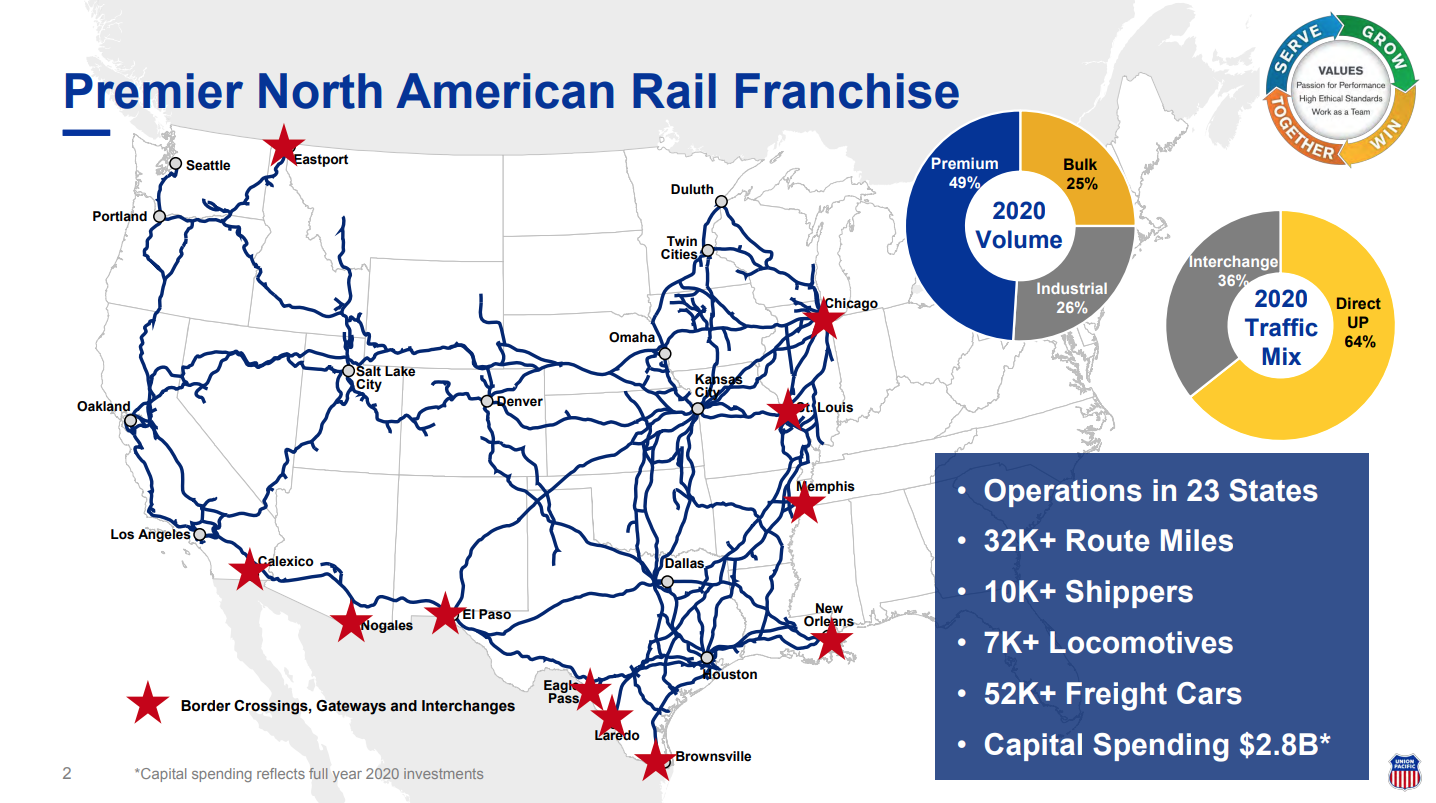 Premier North American Rail Franchise
SERVE
GROW
WIN
TOGETHER
VALUES
Passion for Performance
High Ethical Standards
Work as a Team
Seattle
Eastport
Portland
Duluth
Twin
Cities
Chicago
Omaha
Salt Lake
City
Kansas
City
Denver
Oakland
St. Louis
Memphis
Los Angeles
Calexico
Dallas
Nogales
El Paso
New
Orleans
Houston
Eagle
Pass
Laredo
Brownsville
Border Crossings, Gateways and Interchanges
Premium
49%
Bulk
25%
2020
Volume
Industrial
26%
Interchange
36%
2020
Traffic
Mix
Direct
UP
64%
• Operations in 23 States
• 32K+ Route Miles
• 10K+ Shippers
• 7K+ Locomotives
• 52K+ Freight Cars
• Capital Spending $2.8B*
2
*Capital spending reflects full year 2020 investments
UNION
PACIFIC